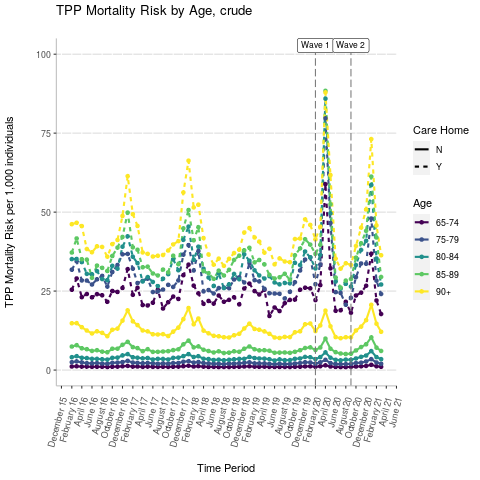 TPP Mortality Risk by Age, crude
TPP Mortality Risk per 1,000 individuals
100
75
50
25
0
Wave 1
Wave 2
December 15
February 16
April 16
June 16
August 16
October 16
December 16
February 17
April 17
June 17
August 17
October 17
December 17
February 18
April 18
June 18
August 18
October 18
December 18
February 19
April 19
June 19
August 19
October 19
December 19
February 20
April 20
June 20
August 20
October 20
December 20
February 21
April 21
June 21
Time Period
Care Home
N
Y
Age
65-74
75-79
80-84
85-89
90+